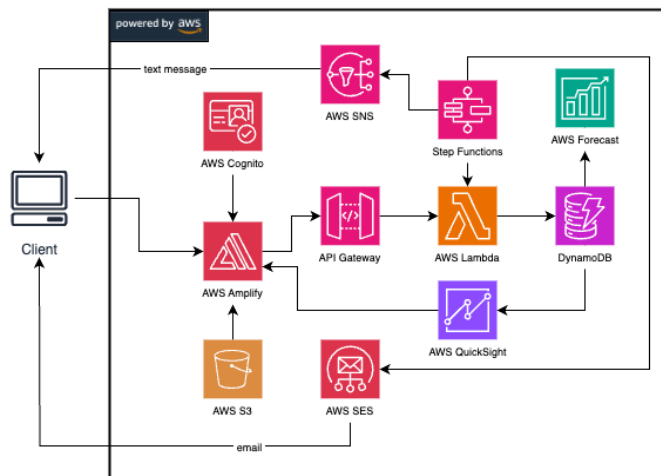 powered by aws
text message
AWS SNS
Step Functions
AWS Forecast
AWS Cognito
Client
AWS Amplify
API Gateway
AWS Lambda
DynamoDB
AWS QuickSight
AWS S3
AWS SES
email